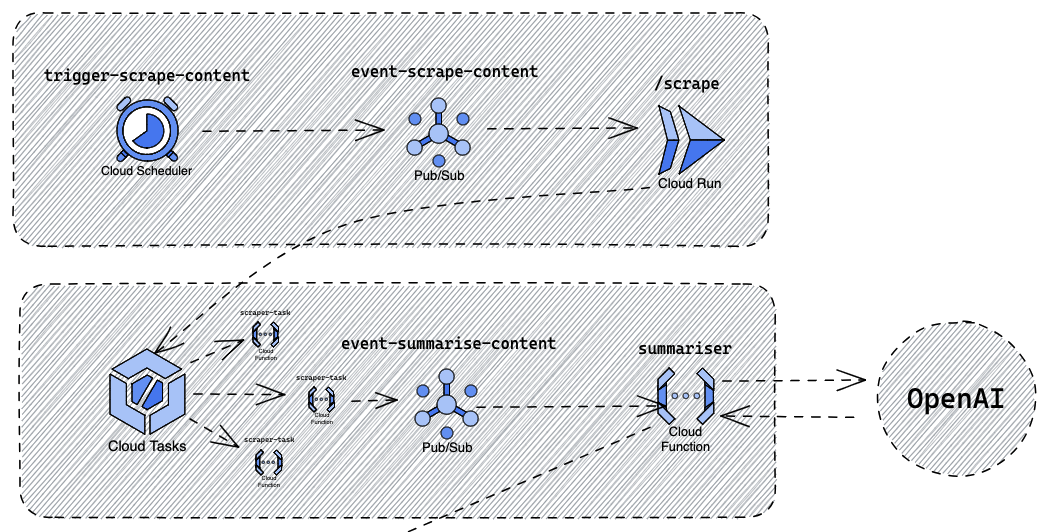 trigger-scrape-content
event-scrape-content
/scrape
Cloud Scheduler
Pub/Sub
Cloud Run
scraper-task
Cloud
Function
event-summarise-content
summariser
scraper-task
Cloud
Function
OpenAI
Cloud Tasks
scraper-task
Cloud
Function
Pub/Sub
Cloud
Function